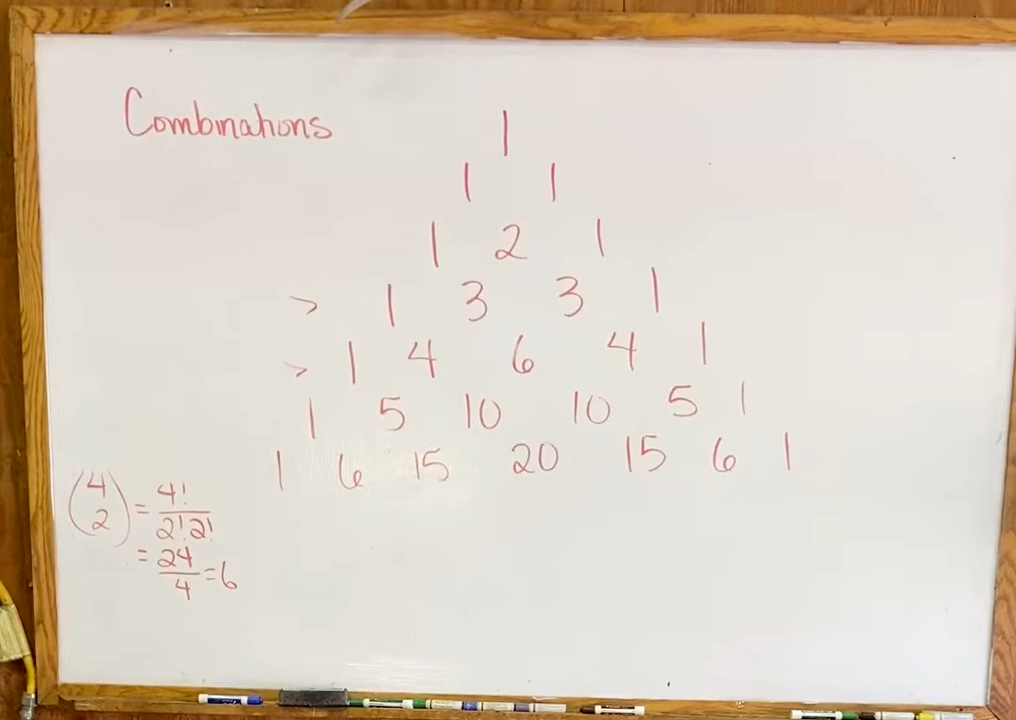 Combinations
1
1 1
1 2 1
> 1 3 3 1
> 1 4 6 4 1
1 5 10 10 5 1
1 6 15 20 15 6 1
(4 2) = 4! / 2!2!
= 24 / 4 = 6